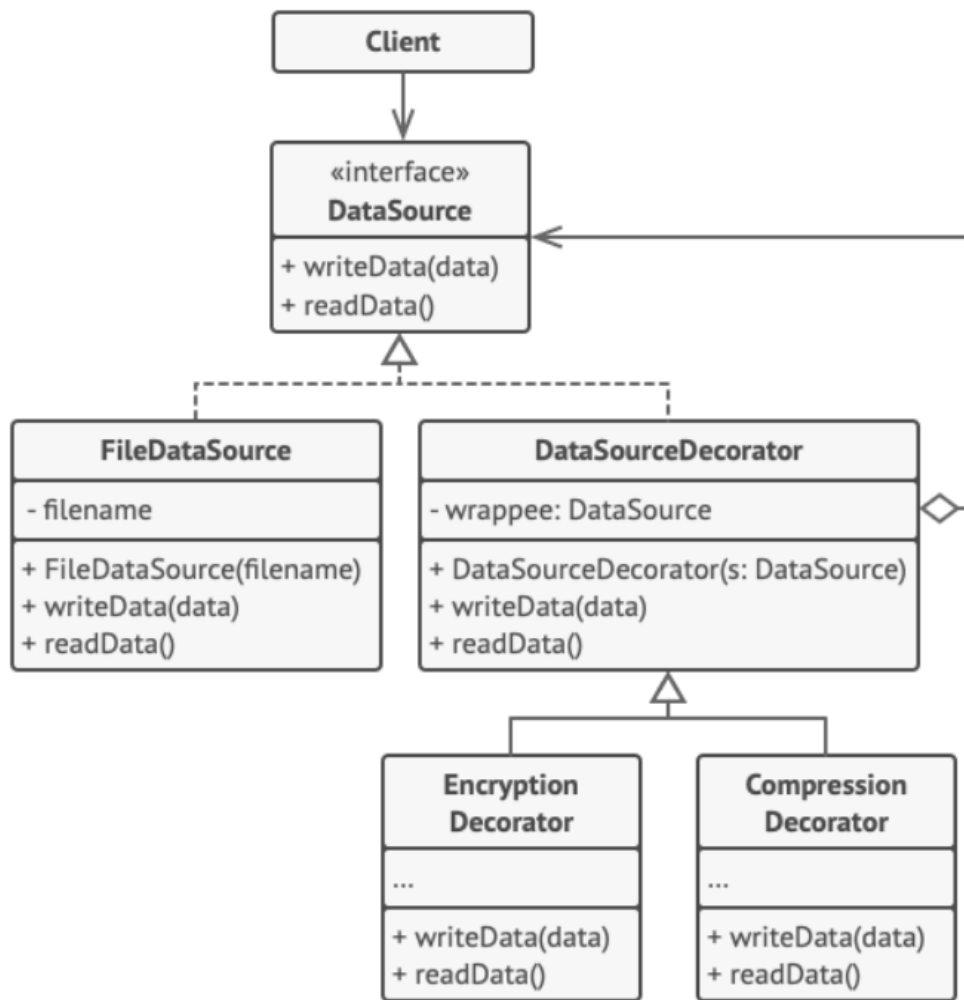 Client
«interface»
DataSource
+ writeData(data)
+ readData()
FileDataSource
- filename
+ FileDataSource(filename)
+ writeData(data)
+ readData()
DataSourceDecorator
- wrappee: DataSource
+ DataSourceDecorator(s: DataSource)
+ writeData(data)
+ readData()
Encryption
Decorator
...
+ writeData(data)
+ readData()
Compression
Decorator
...
+ writeData(data)
+ readData()